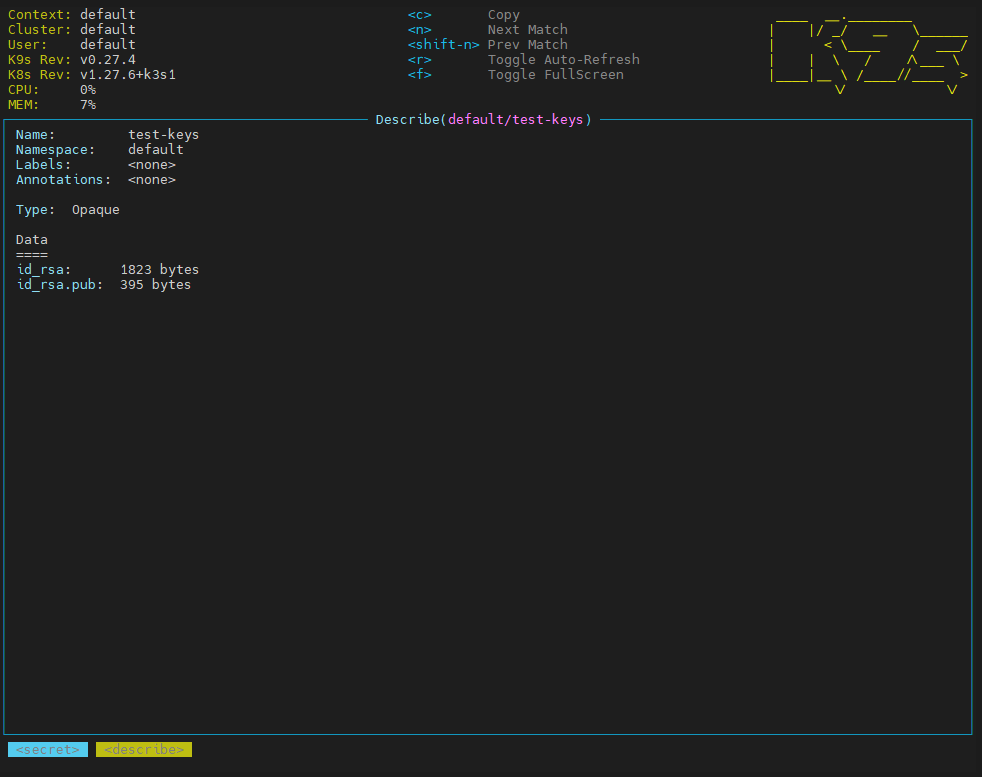 Context: default
Cluster: default
User: default
K9s Rev: v0.27.4
K8s Rev: v1.27.6+k3s1
CPU: 0%
MEM: 7%
<c> Copy
<n> Next Match
<shift-n> Prev Match
<r> Toggle Auto-Refresh
<f> Toggle FullScreen
Describe(default/test-keys)
Name: test-keys
Namespace: default
Labels: <none>
Annotations: <none>
Type: Opaque
Data
====
id_rsa: 1823 bytes
id_rsa.pub: 395 bytes
<secret> <describe>